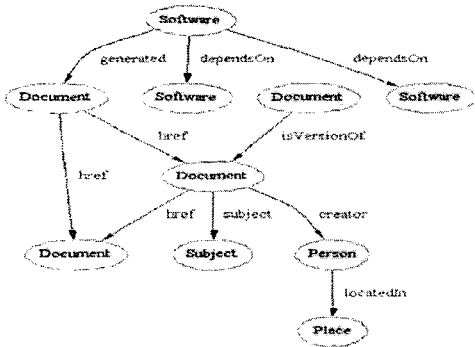 Software
generated dependsOn dependsOn
Document Software Document Software
href isVersionOf
href
Document
href subject creator
Document Subject Person
locatedIn
Place